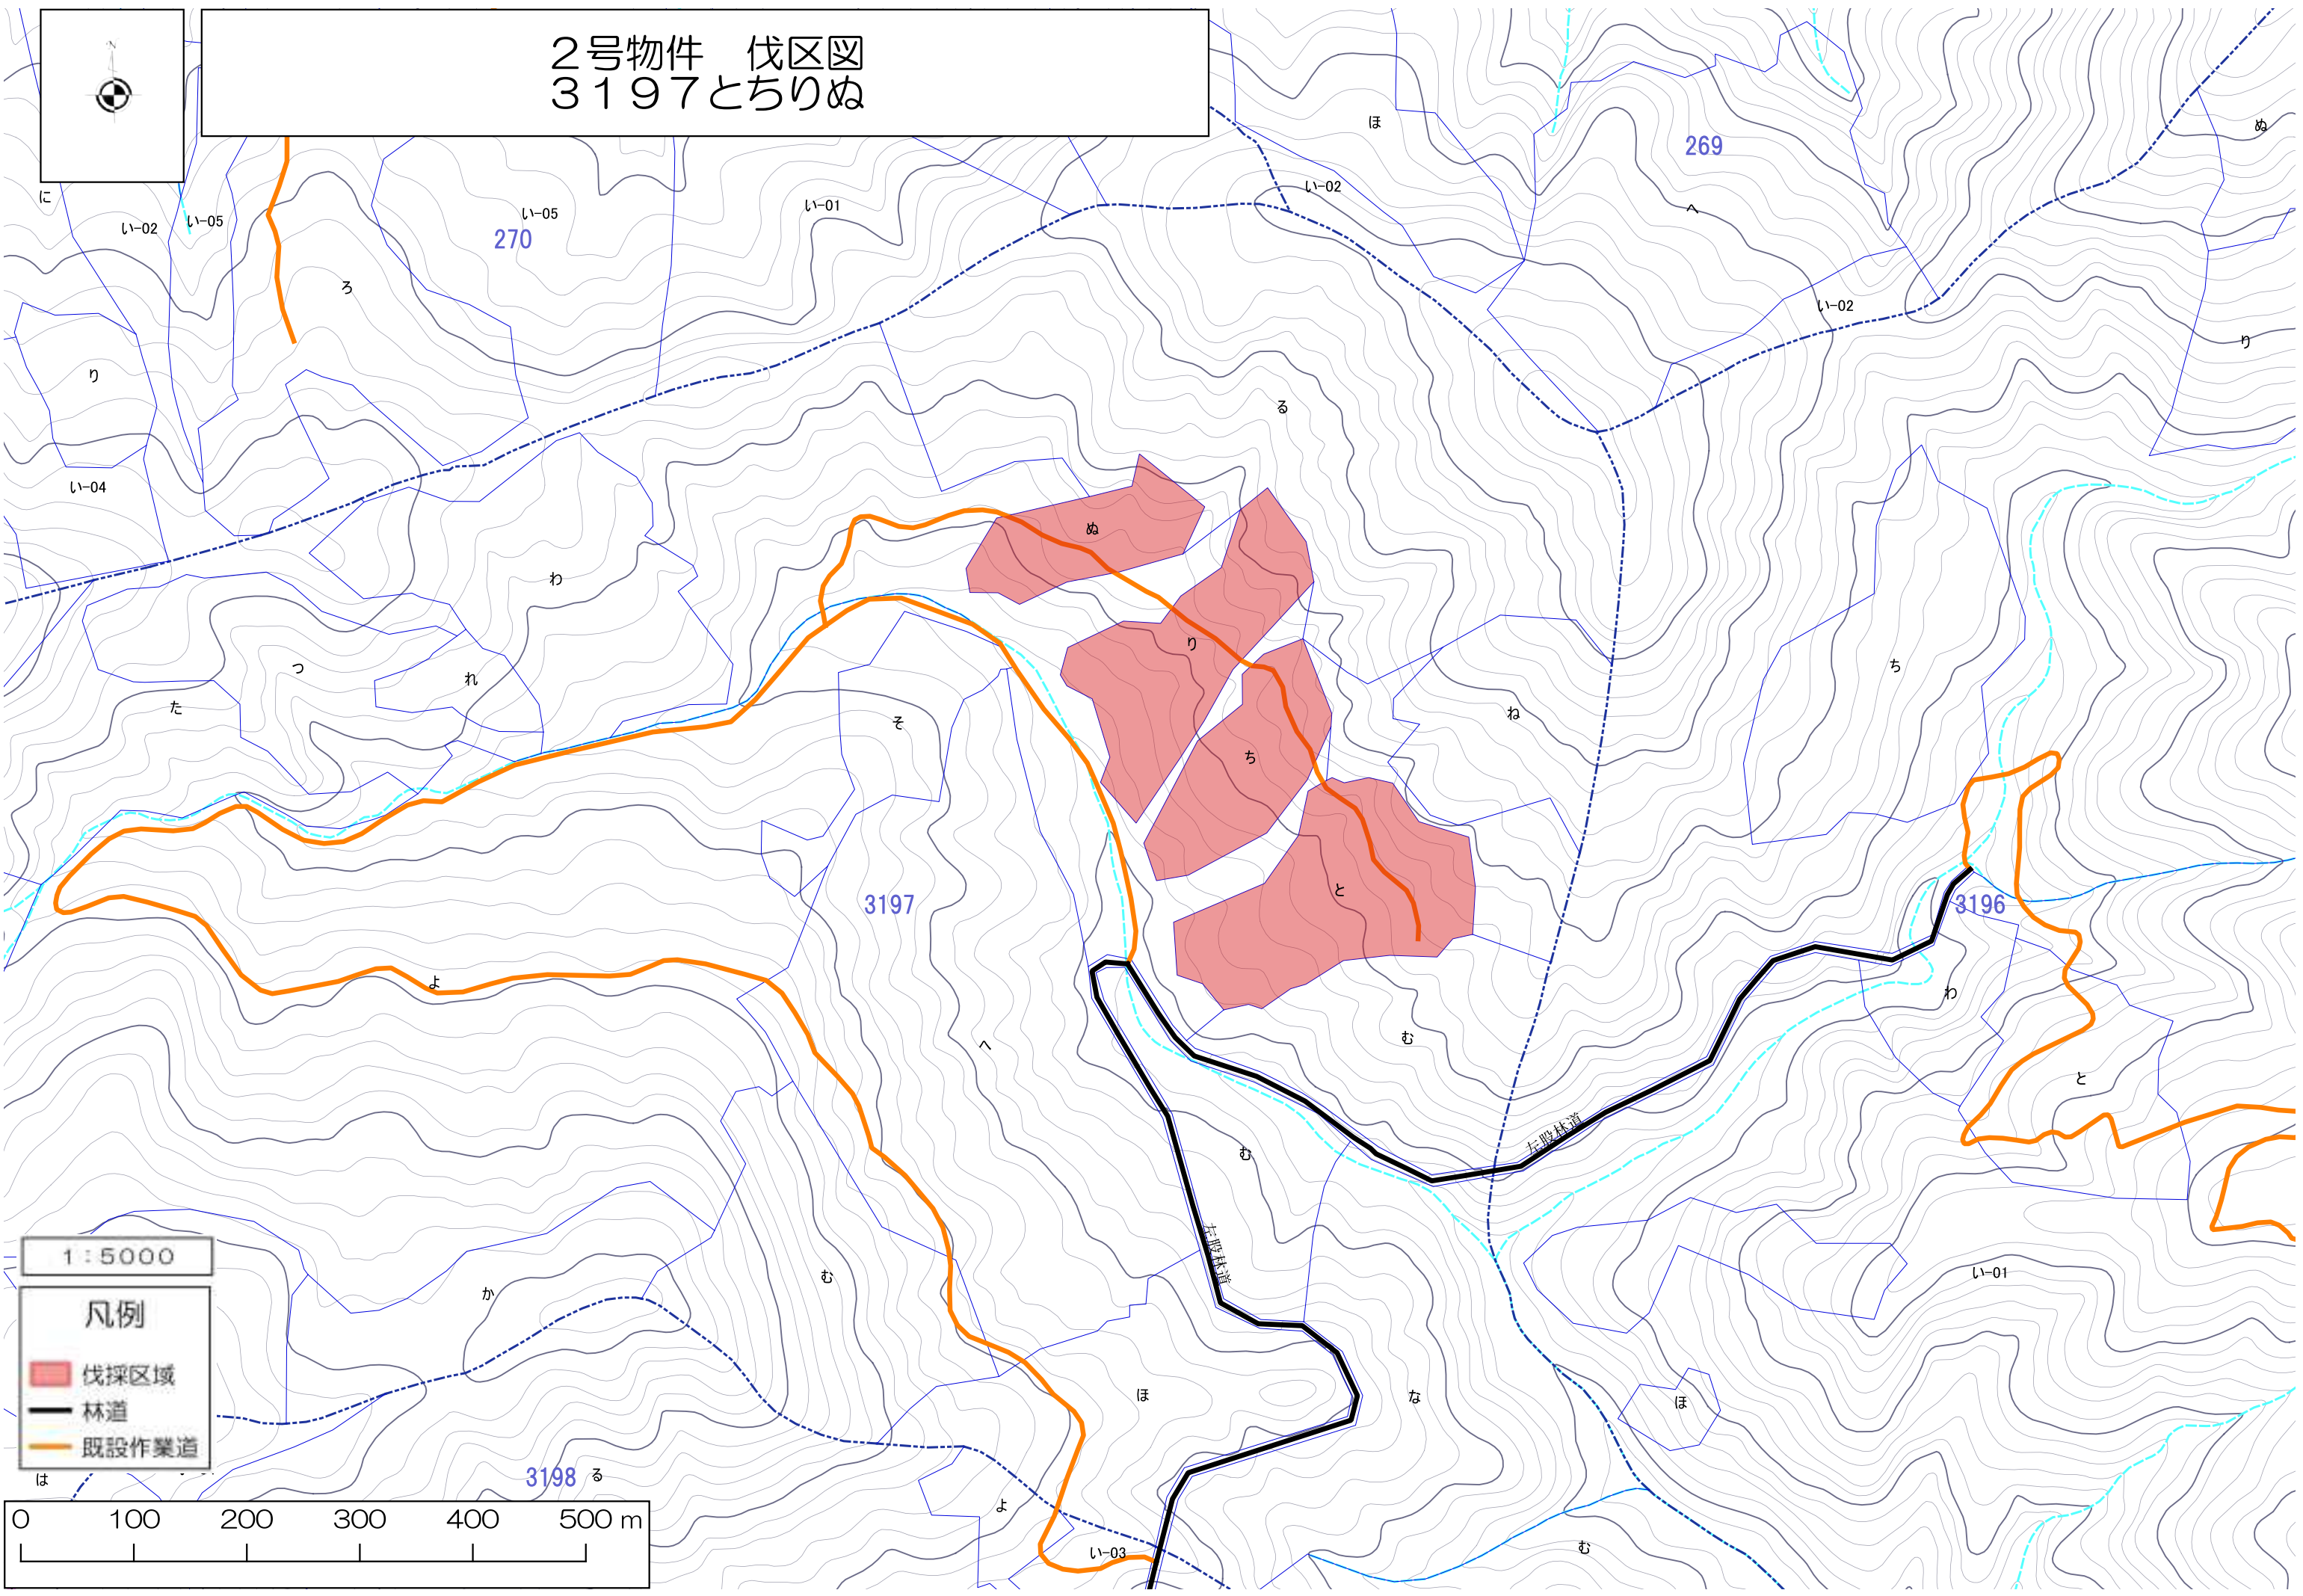 N
２号物件　伐区図
３１９７とちりぬ
ほ
269
ぬ
に
い-02
い-05
い-05
270
い-01
い-02
へ
ろ
い-02
り
り
る
い-04
ぬ
わ
り
つ
れ
た
そ
ち
ね
ち
と
3197
3196
よ
わ
へ
む
と
む
左股林道
左股林道
む
か
い-01
1：5000
凡例
伐採区域
林道
既設作業道
ほ
な
ほ
は
3198
る
よ
い-03
む
0 100 200 300 400 500 m